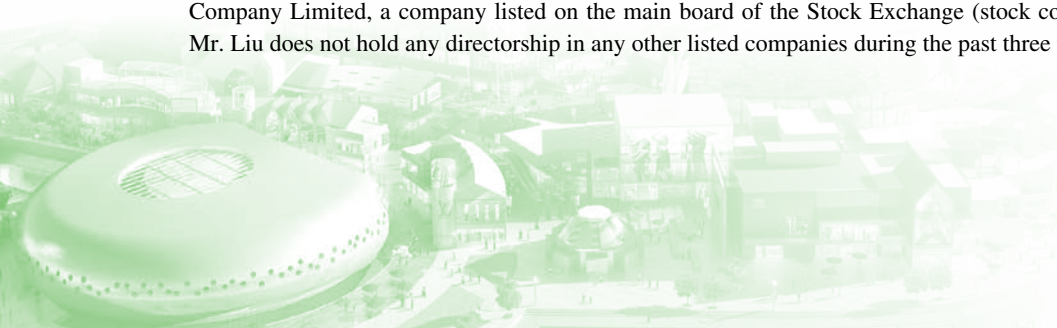 Company Limited, a company listed on the main board of the Stock Exchange (stock co
Mr. Liu does not hold any directorship in any other listed companies during the past three